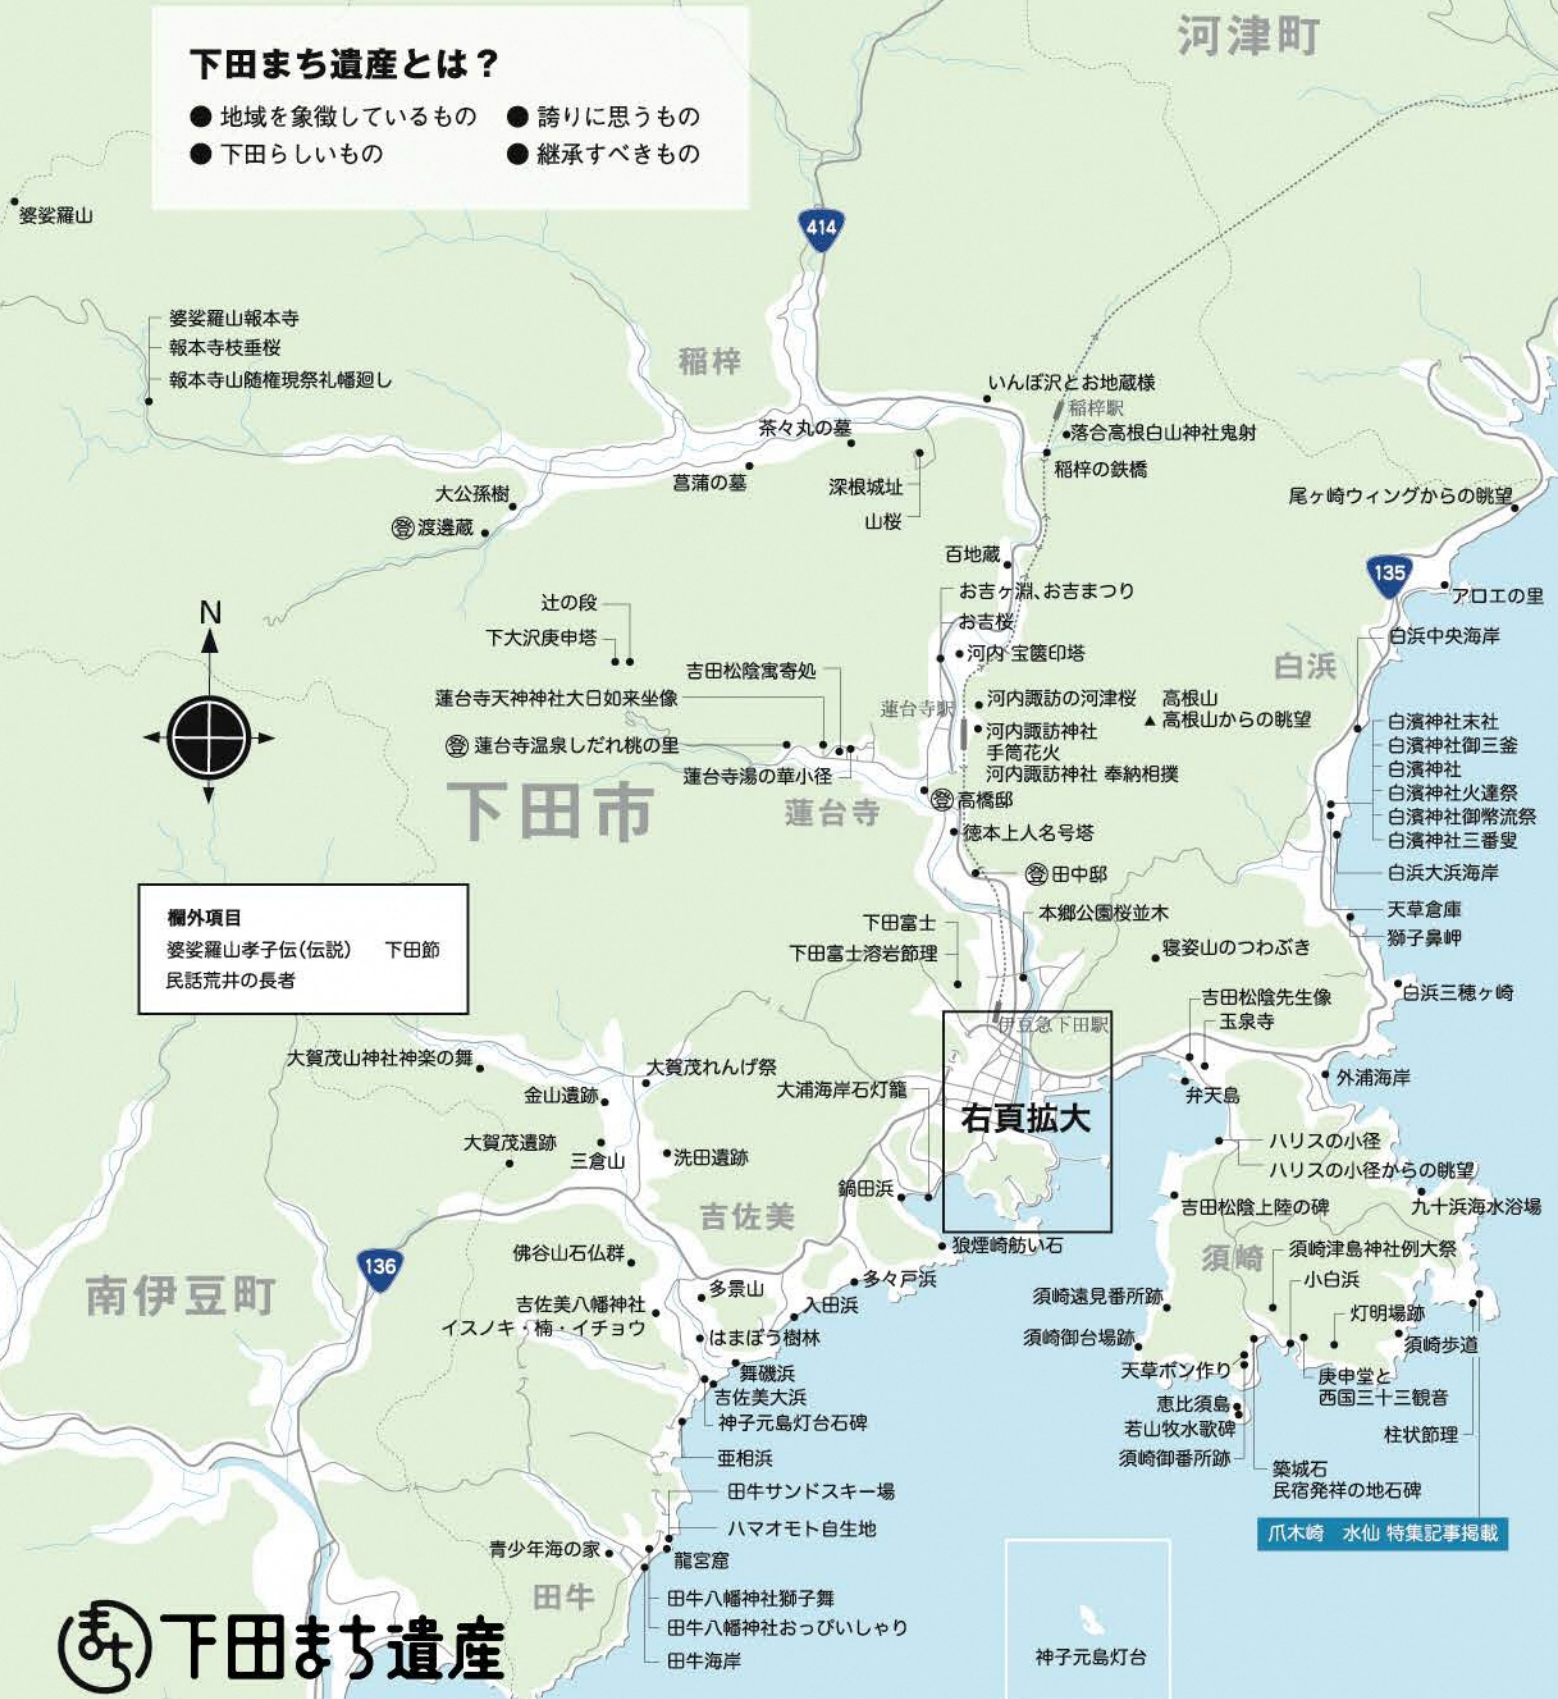 河津町
下田まち遺産とは？
● 地域を象徴しているもの
● 誇りに思うもの
● 下田らしいもの
● 継承すべきもの
婆娑羅山
414
婆娑羅山報本寺
報本寺枝垂桜
報本寺山随権現祭礼幡廻し
稲梓
いんぼ沢とお地蔵様
稲梓駅
落合高根白山神社鬼射
稲梓の鉄橋
茶々丸の墓
菖蒲の墓
深根城址
山桜
大公孫樹
登 渡邊蔵
尾ヶ崎ウィングからの眺望
135
アロエの里
百地蔵
お吉ヶ淵、お吉まつり
お吉桜
河内 宝篋印塔
N
辻の段
下大沢庚申塔
吉田松陰寓寄処
蓮台寺天神神社大日如来坐像
登 蓮台寺温泉しだれ桃の里
蓮台寺湯の華小径
蓮台寺駅
河内諏訪の河津桜
河内諏訪神社
手筒花火
河内諏訪神社 奉納相撲
高根山
▲ 高根山からの眺望
白浜
白浜中央海岸
白濱神社末社
白濱神社御三釜
白濱神社
白濱神社火達祭
白濱神社御幣流祭
白濱神社三番叟
白浜大浜海岸
天草倉庫
獅子鼻岬
白浜三穂ヶ崎
下田市
蓮台寺
登 高橋邸
徳本上人名号塔
登 田中邸
本郷公園桜並木
下田富士
下田富士溶岩節理
寝姿山のつわぶき
欄外項目
婆娑羅山孝子伝(伝説)　下田節
民話荒井の長者
吉田松陰先生像
玉泉寺
伊豆急下田駅
右頁拡大
弁天島
外浦海岸
大賀茂山神社神楽の舞
大賀茂れんげ祭
金山遺跡
大浦海岸石灯籠
大賀茂遺跡
三倉山
洗田遺跡
鍋田浜
吉佐美
狼煙崎舫い石
ハリスの小径
ハリスの小径からの眺望
吉田松陰上陸の碑
九十浜海水浴場
須崎
須崎津島神社例大祭
小白浜
灯明場跡
須崎歩道
須崎遠見番所跡
須崎御台場跡
天草ボン作り
恵比須島
若山牧水歌碑
須崎御番所跡
庚申堂と
西国三十三観音
柱状節理
築城石
民宿発祥の地石碑
爪木崎　水仙 特集記事掲載
136
南伊豆町
佛谷山石仏群
多景山
多々戸浜
入田浜
吉佐美八幡神社
イスノキ・楠・イチョウ
はまぼう樹林
舞磯浜
吉佐美大浜
神子元島灯台石碑
亜相浜
田牛サンドスキー場
ハマオモト自生地
青少年海の家
龍宮窟
田牛
田牛八幡神社獅子舞
田牛八幡神社おっぴいしゃり
田牛海岸
神子元島灯台
まち 下田まち遺産